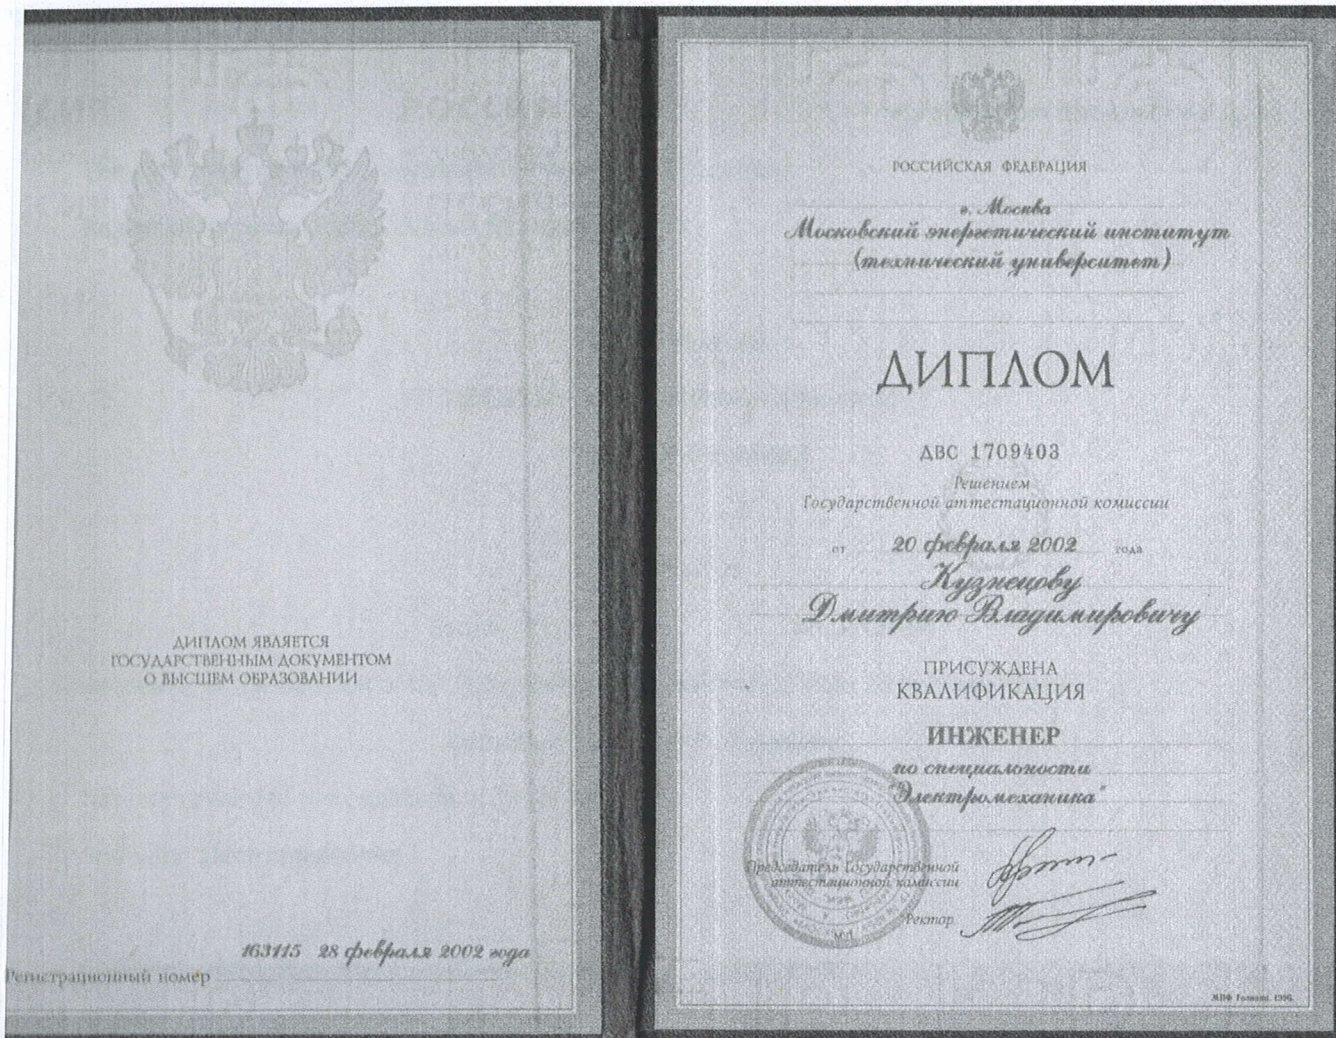 ДИПЛОМ ЯВЛЯЕТСЯ
ГОСУДАРСТВЕННЫМ ДОКУМЕНТОМ
О ВЫСШЕМ ОБРАЗОВАНИИ
163115 28 февраля 2002 года
Регистрационный номер
РОССИЙСКАЯ ФЕДЕРАЦИЯ
г. Москва
Московский энергетический институт
(технический университет)
ДИПЛОМ
ДВС 1709403
Решением
Государственной аттестационной комиссии
от 20 февраля 2002 года
Кузнецову
Дмитрию Владимировичу
ПРИСУЖДЕНА
КВАЛИФИКАЦИЯ
ИНЖЕНЕР
по специальности
"Электромеханика"
Председатель Государственной
аттестационной комиссии
Ректор
М.П.